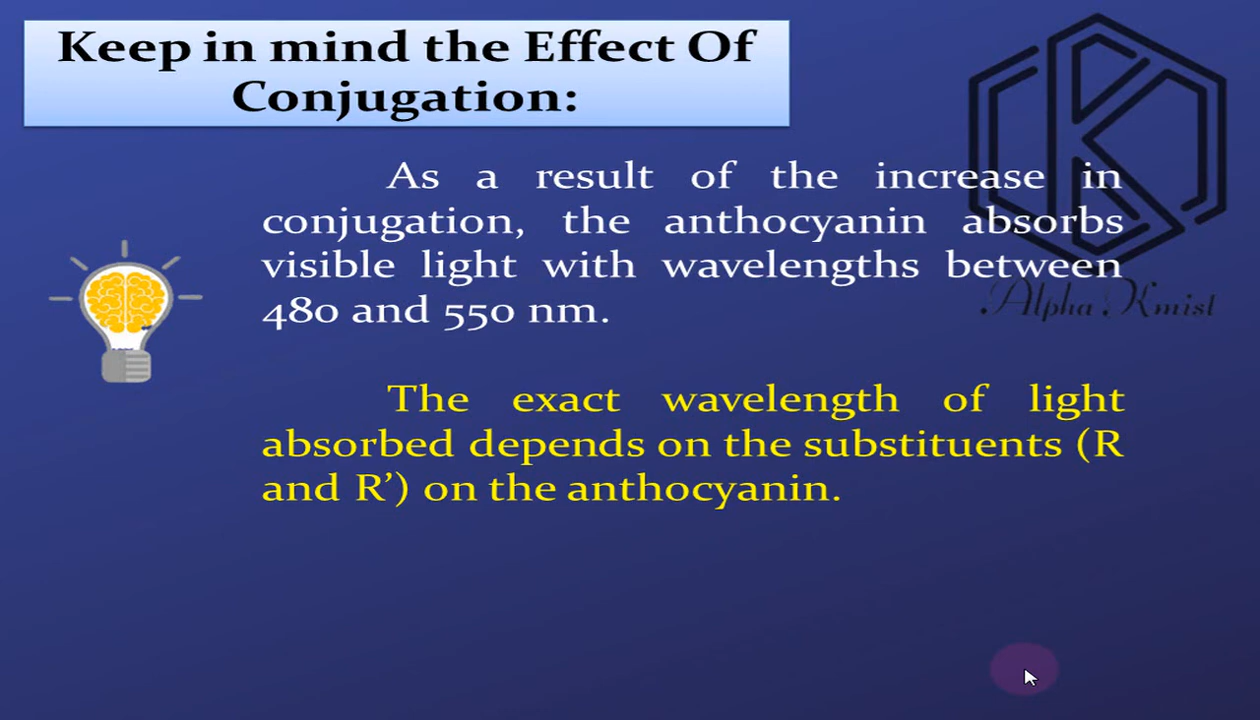 Keep in mind the Effect Of
Conjugation:
As a result of the increase in
conjugation, the anthocyanin absorbs
visible light with wavelengths between
480 and 550 nm.
Alpha Kmist
The exact wavelength of light
absorbed depends on the substituents (R
and R’) on the anthocyanin.